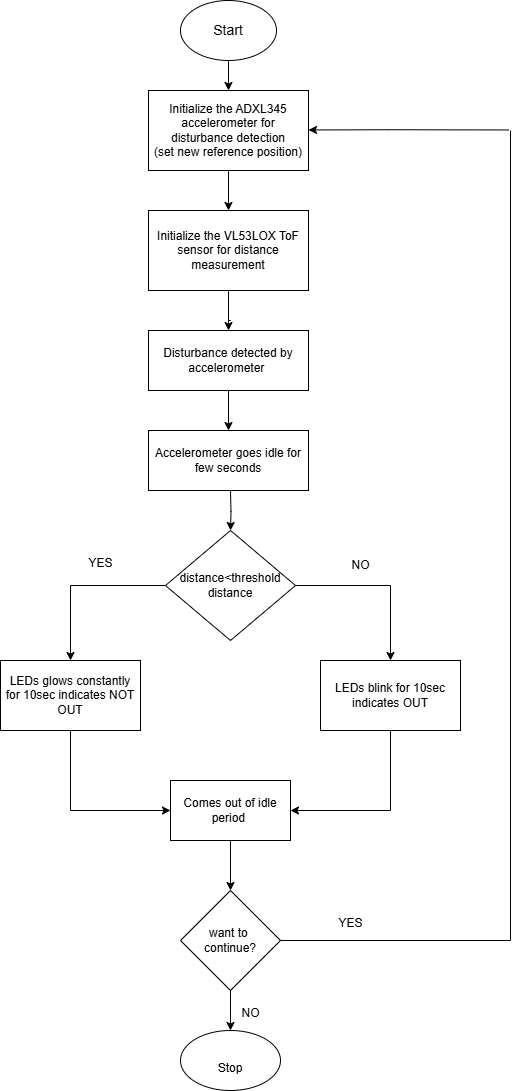 Start
Initialize the ADXL345
accelerometer for
disturbance detection
(set new reference position)
Initialize the VL53LOX ToF
sensor for distance
measurement
Disturbance detected by
accelerometer
Accelerometer goes idle for
few seconds
distance<threshold
distance
YES
NO
LEDs glows constantly
for 10sec indicates NOT
OUT
LEDs blink for 10sec
indicates OUT
Comes out of idle
period
want to
continue?
YES
NO
Stop